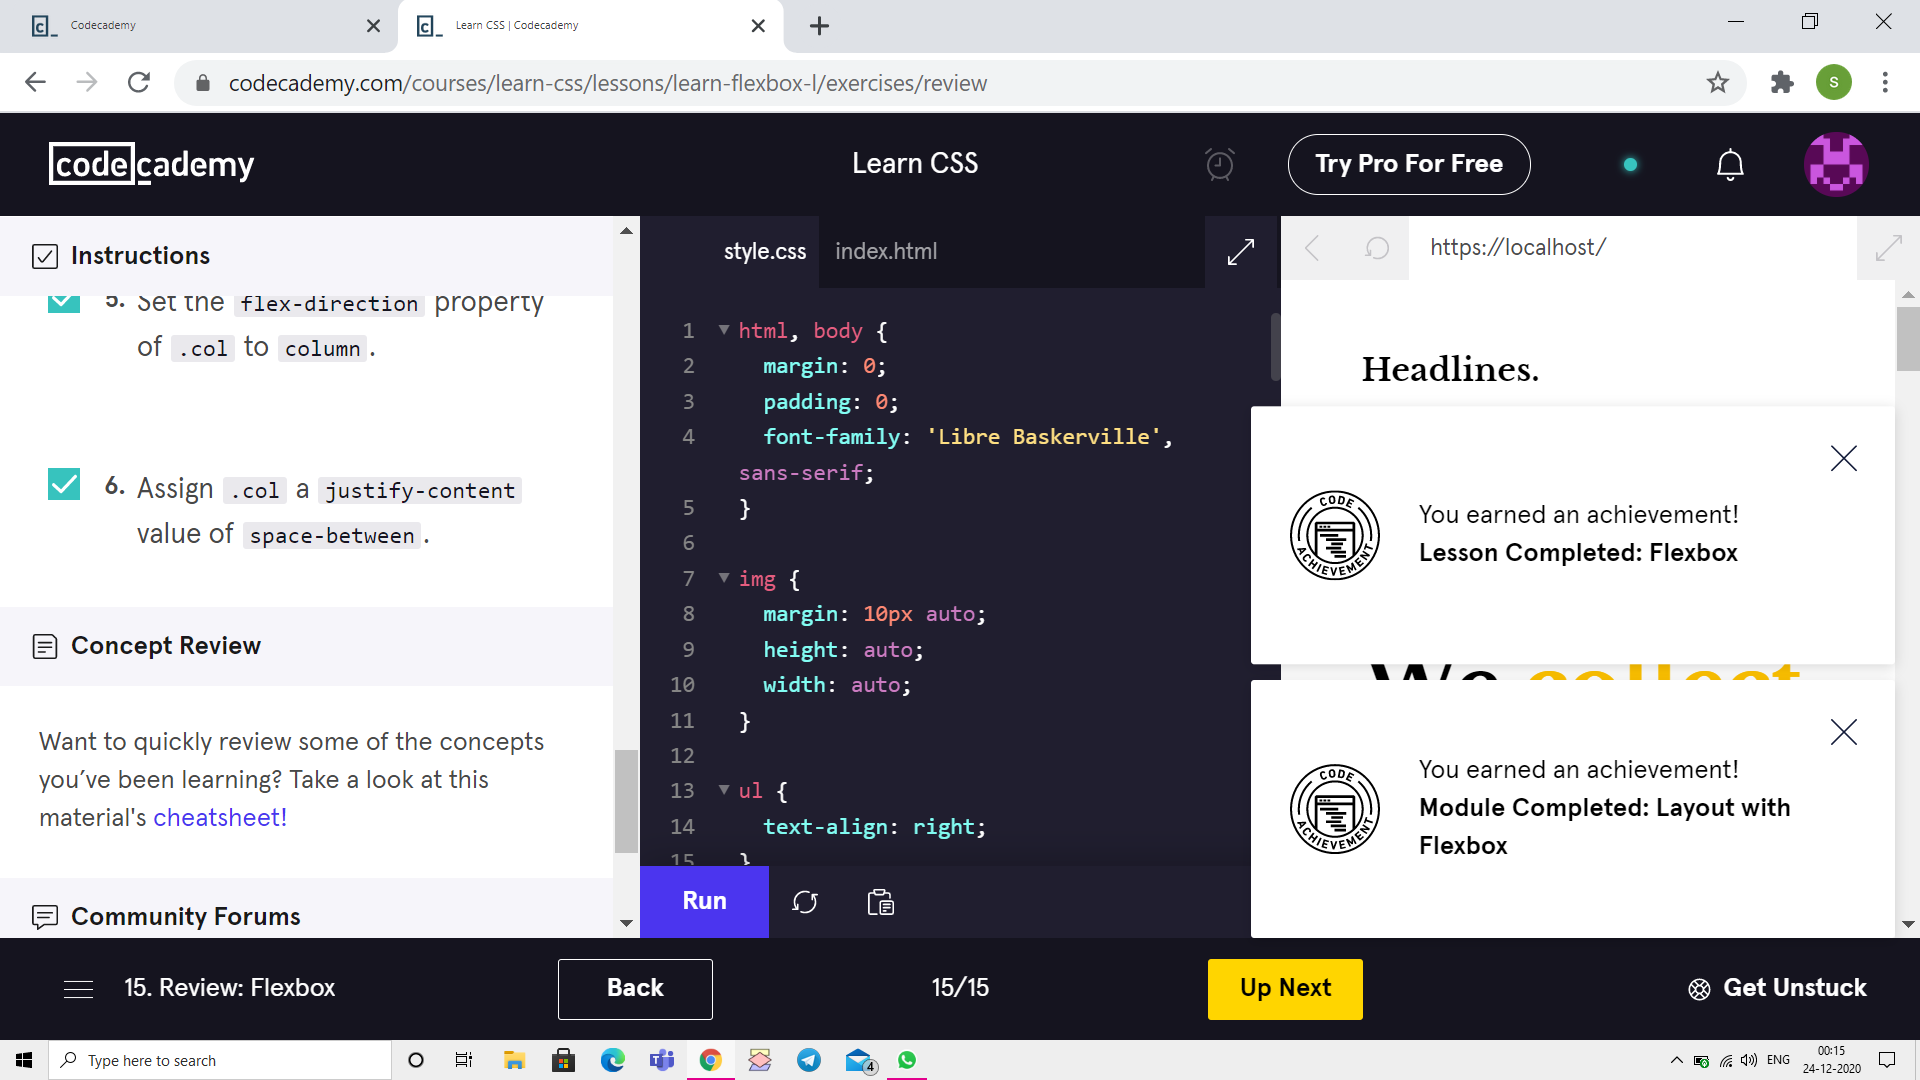 Codecademy
Learn CSS | Codecademy
codecademy.com/courses/learn-css/lessons/learn-flexbox-l/exercises/review
S
codecademy
Learn CSS
Try Pro For Free
Instructions
5. Set the flex-direction property
of .col to column.
6. Assign .col a justify-content
value of space-between.
Concept Review
Want to quickly review some of the concepts
you’ve been learning? Take a look at this
material's cheatsheet!
Community Forums
style.css
index.html
1 html, body {
2 margin: 0;
3 padding: 0;
4 font-family: 'Libre Baskerville',
sans-serif;
5 }
6
7 img {
8 margin: 10px auto;
9 height: auto;
10 width: auto;
11 }
12
13 ul {
14 text-align: right;
15 }
Run
https://localhost/
Headlines.
CODE ACHIEVEMENT
You earned an achievement!
Lesson Completed: Flexbox
We collect
CODE ACHIEVEMENT
You earned an achievement!
Module Completed: Layout with
Flexbox
15. Review: Flexbox
Back
15/15
Up Next
Get Unstuck
Type here to search
4
ENG
00:15
24-12-2020